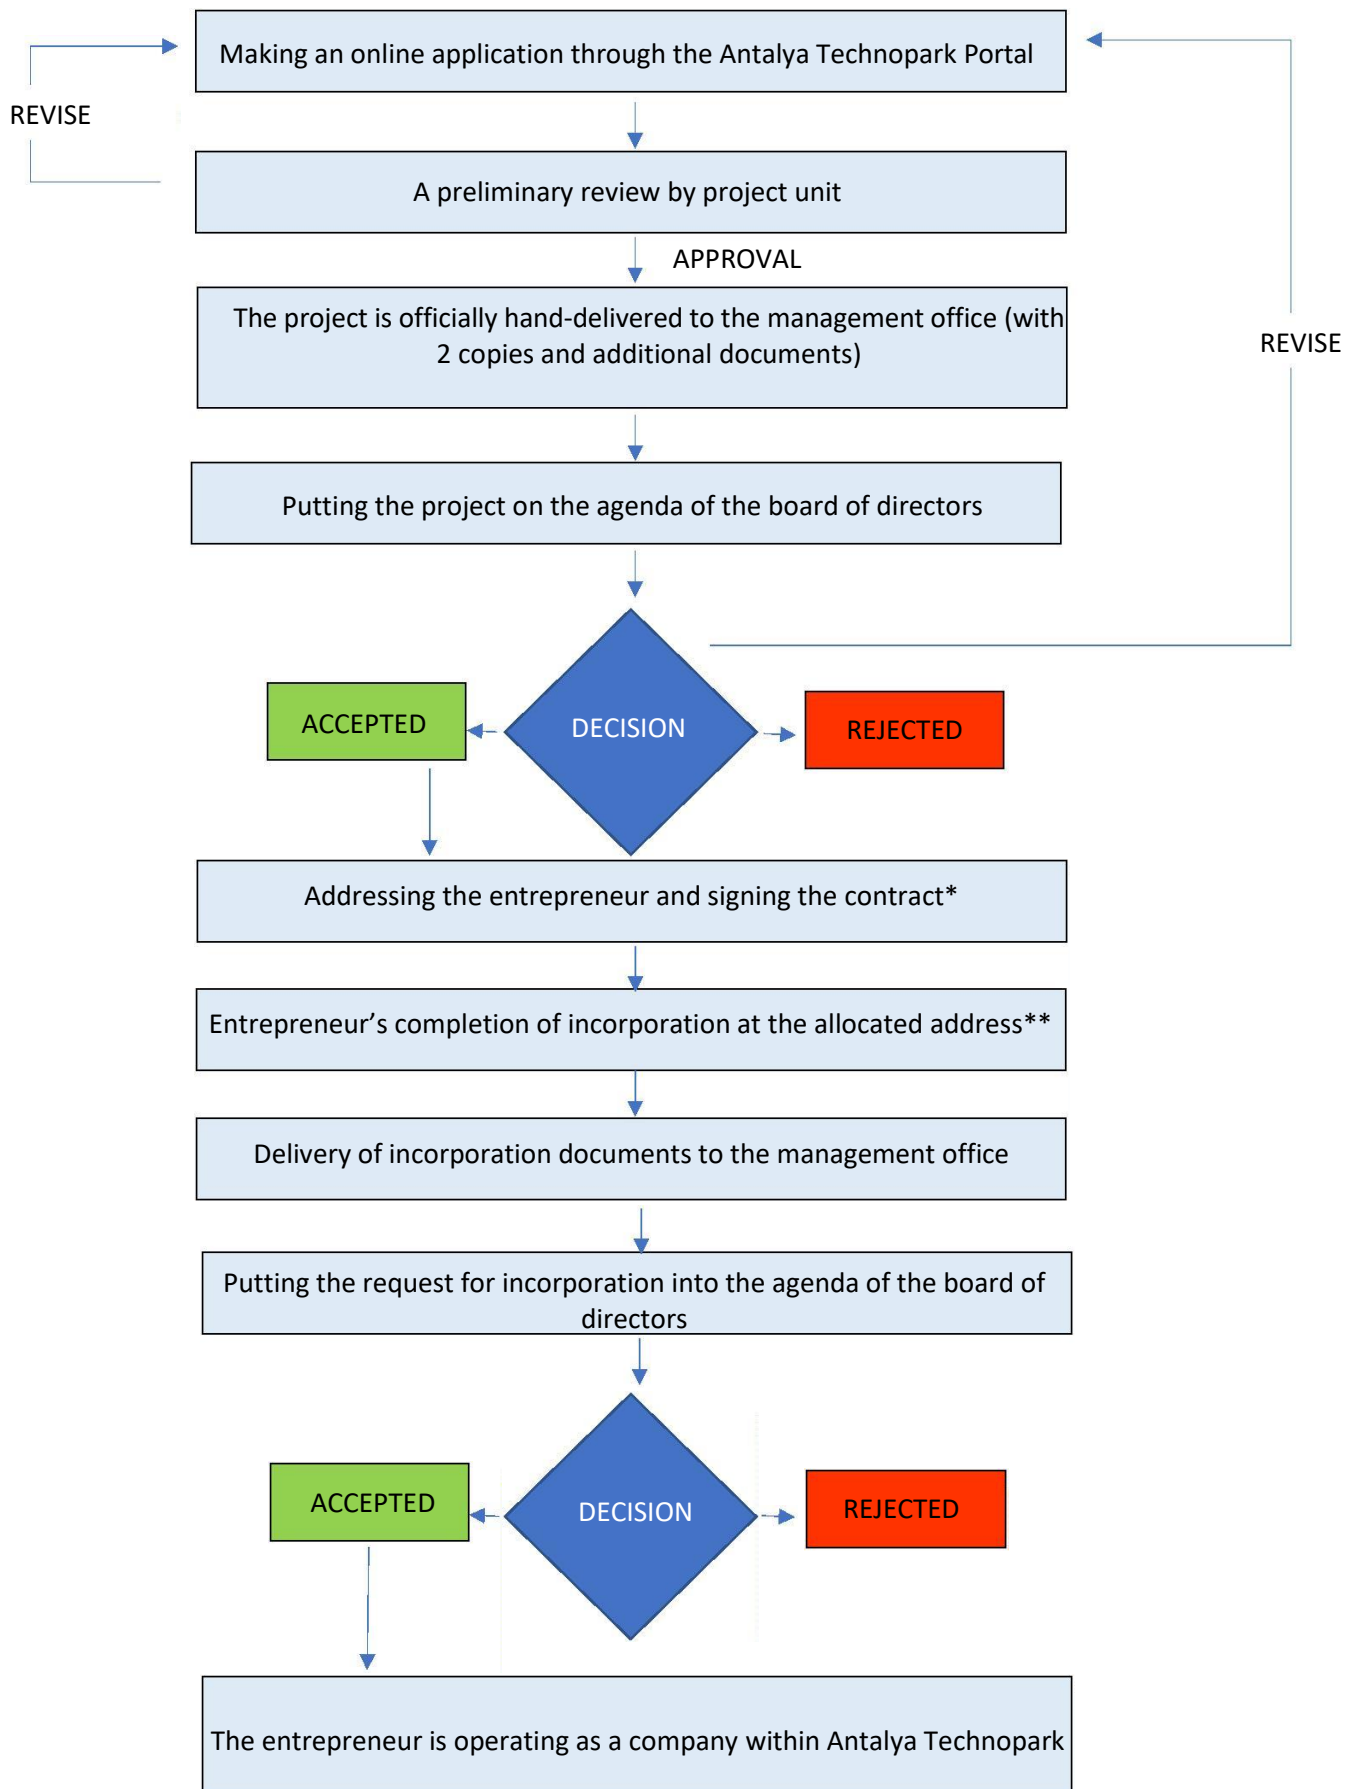 Making an online application through the Antalya Technopark Portal
REVISE
A preliminary review by project unit
APPROVAL
The project is officially hand-delivered to the management office (with
2 copies and additional documents)
REVISE
Putting the project on the agenda of the board of directors
ACCEPTED
DECISION
REJECTED
Addressing the entrepreneur and signing the contract*
Entrepreneur’s completion of incorporation at the allocated address**
Delivery of incorporation documents to the management office
Putting the request for incorporation into the agenda of the board of
directors
ACCEPTED
DECISION
REJECTED
The entrepreneur is operating as a company within Antalya Technopark